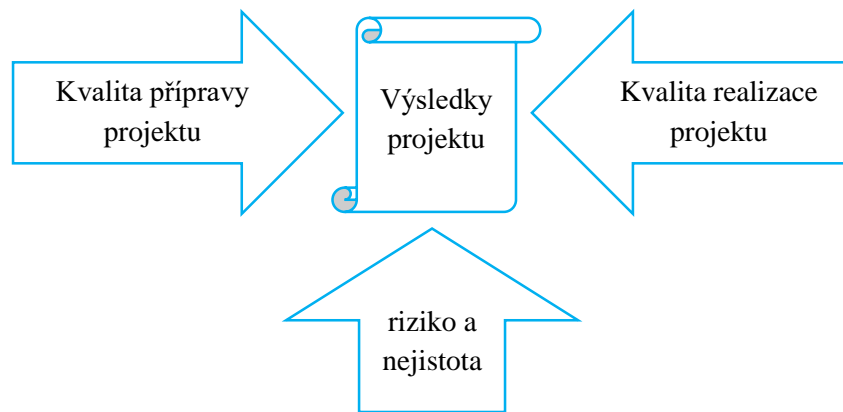 Kvalita přípravy
projektu
Výsledky
projektu
Kvalita realizace
projektu
riziko a
nejistota